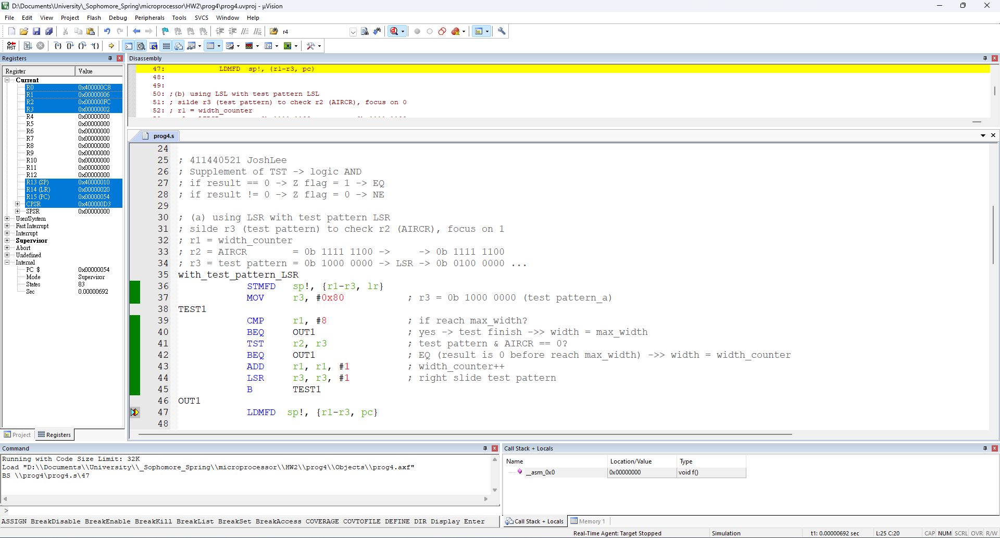 D:\Documents\University\_Sophomore_Spring\microprocessor\HW2\prog4\prog4.uvproj - µVision
File Edit View Project Flash Debug Peripherals Tools SVCS Window Help
r4
RST
Registers
Register Value
Current
R0 0x400000C8
R1 0x00000006
R2 0x000000FC
R3 0x00000002
R4 0x00000000
R5 0x00000000
R6 0x00000000
R7 0x00000000
R8 0x00000000
R9 0x00000000
R10 0x00000000
R11 0x00000000
R12 0x00000000
R13 (SP) 0x40000010
R14 (LR) 0x00000020
R15 (PC) 0x00000054
CPSR 0x400000D3
SPSR 0x00000000
User/System
Fast Interrupt
Interrupt
Supervisor
Abort
Undefined
Internal
PC $ 0x00000054
Mode Supervisor
States 83
Sec 0.00000692
Project Registers
Disassembly
47: LDMFD sp!, {r1-r3, pc}
48:
49:
50: ;(b) using LSL with test pattern LSL
51: ; silde r3 (test pattern) to check r2 (AIRCR), focus on 0
52: ; r1 = width_counter
prog4.s
24
25 ; 411440521 JoshLee
26 ; Supplement of TST -> logic AND
27 ; if result == 0 -> Z flag = 1 -> EQ
28 ; if result != 0 -> Z flag = 0 -> NE
29
30 ; (a) using LSR with test pattern LSR
31 ; silde r3 (test pattern) to check r2 (AIRCR), focus on 1
32 ; r1 = width_counter
33 ; r2 = AIRCR = 0b 1111 1100 -> -> 0b 1111 1100
34 ; r3 = test pattern = 0b 1000 0000 -> LSR -> 0b 0100 0000 ...
35 with_test_pattern_LSR
36 STMFD sp!, {r1-r3, lr}
37 MOV r3, #0x80 ; r3 = 0b 1000 0000 (test pattern_a)
38 TEST1
39 CMP r1, #8 ; if reach max_width?
40 BEQ OUT1 ; yes -> test finish ->> width = max_width
41 TST r2, r3 ; test pattern & AIRCR == 0?
42 BEQ OUT1 ; EQ (result is 0 before reach max_width) ->> width = width_counter
43 ADD r1, r1, #1 ; width_counter++
44 LSR r3, r3, #1 ; right slide test pattern
45 B TEST1
46 OUT1
47 LDMFD sp!, {r1-r3, pc}
48
Command
Running with Code Size Limit: 32K
Load "D:\\Documents\\University\\_Sophomore_Spring\\microprocessor\\HW2\\prog4\\Objects\\prog4.axf"
BS \\prog4\prog4.s\47
>
ASSIGN BreakDisable BreakEnable BreakKill BreakList BreakSet BreakAccess COVERAGE COVTOFILE DEFINE DIR Display Enter
Call Stack + Locals
Name Location/Value Type
__asm_0x0 0x00000000 void f()
Call Stack + Locals Memory 1
Real-Time Agent: Target Stopped Simulation t1: 0.00000692 sec L:25 C:20 CAP NUM SCRL OVR R/W